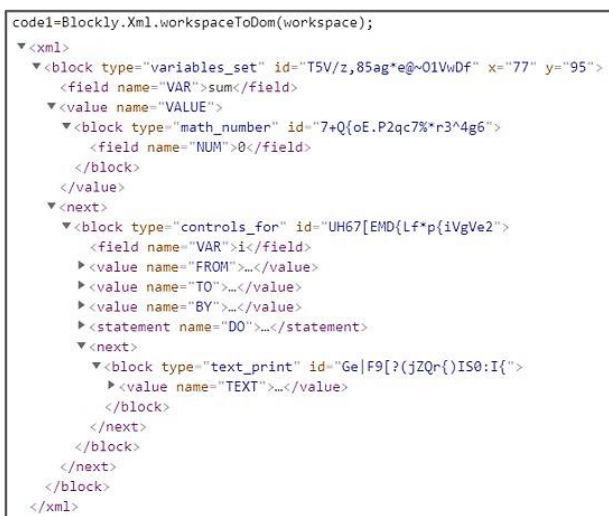 code1=Blockly.Xml.workspaceToDom(workspace);
▼<xml>
▼<block type="variables_set" id="T5V/z,85ag*e@~O1VwDf" x="77" y="95">
<field name="VAR">sum</field>
▼<value name="VALUE">
▼<block type="math_number" id="7+Q{oE.P2qc7%*r3^4g6">
<field name="NUM">0</field>
</block>
</value>
▼<next>
▼<block type="controls_for" id="UH67[EMD{Lf*p{iVgVe2">
<field name="VAR">i</field>
▶<value name="FROM">…</value>
▶<value name="TO">…</value>
▶<value name="BY">…</value>
▶<statement name="DO">…</statement>
▼<next>
▼<block type="text_print" id="Ge|F9[?(jZQr{)IS0:I{">
▶<value name="TEXT">…</value>
</block>
</next>
</block>
</next>
</block>
</xml>